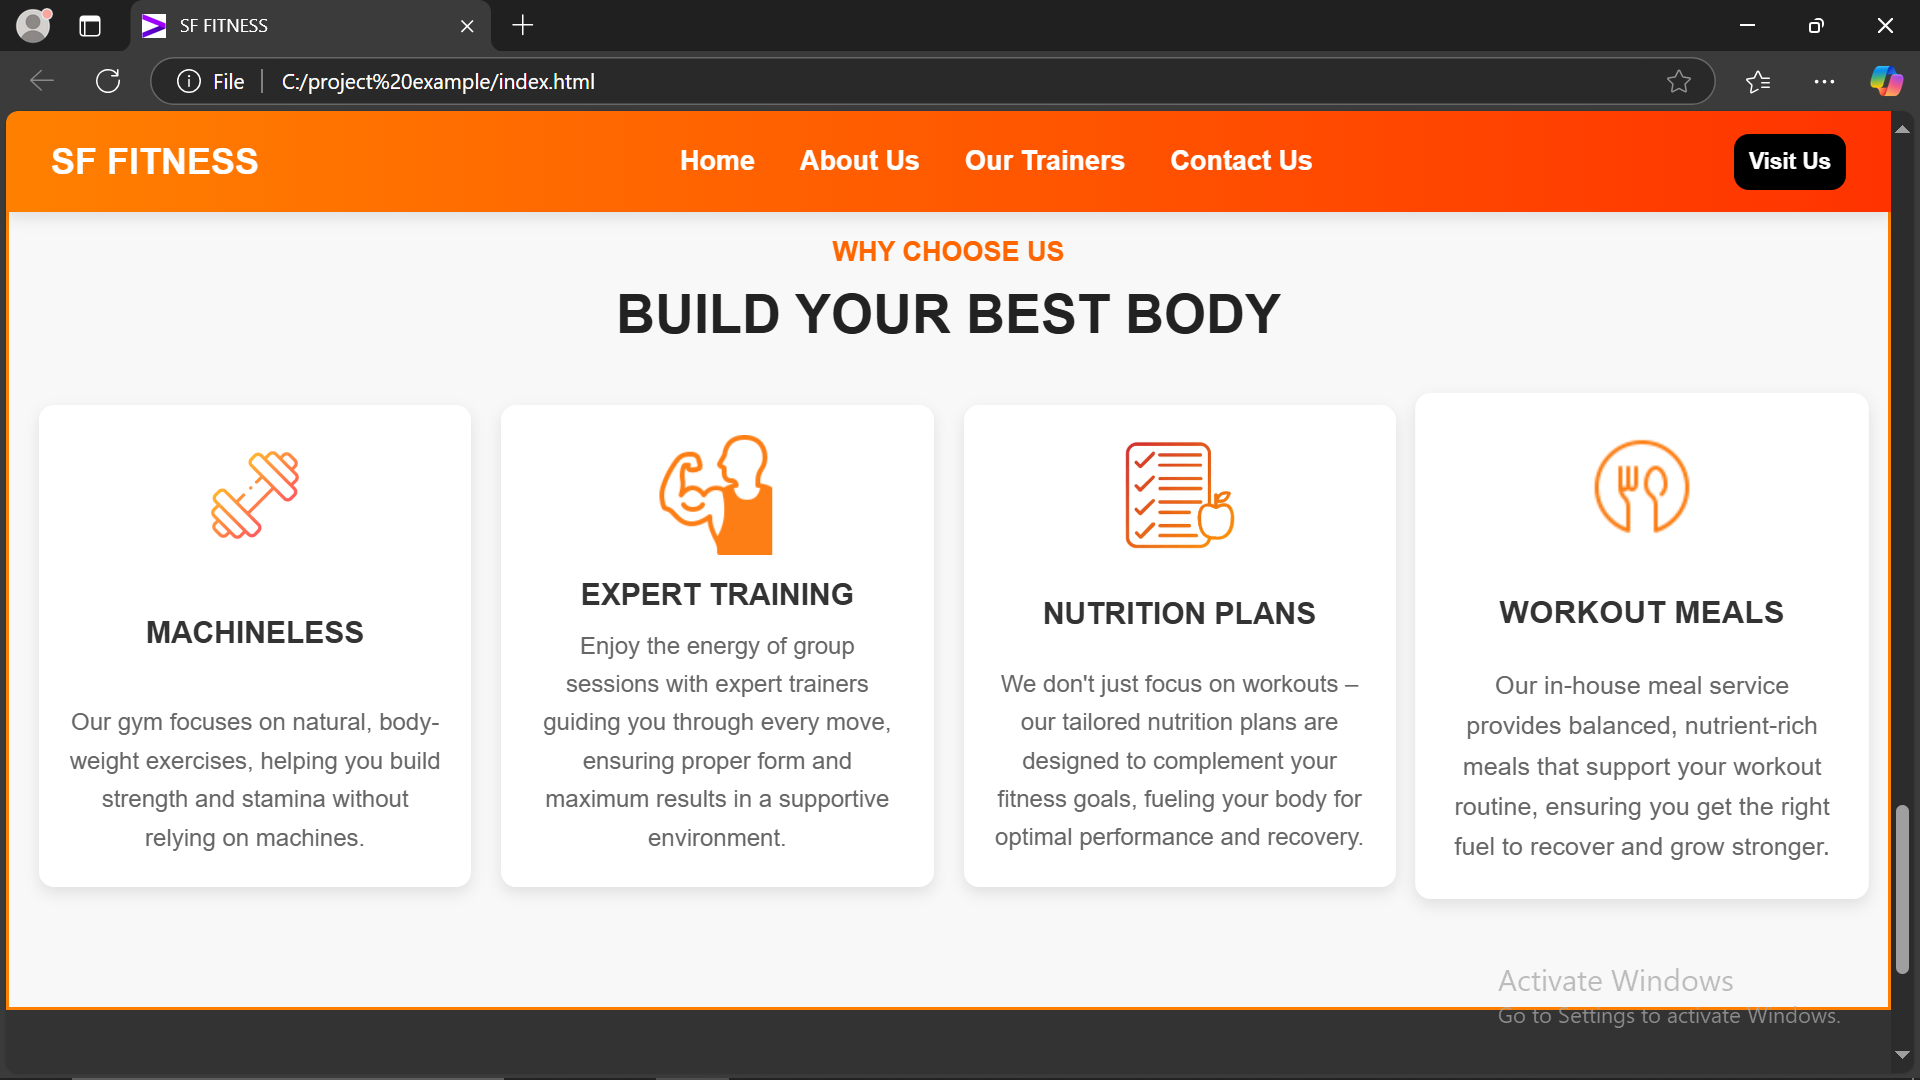 SF FITNESS
File
C:/project%20example/index.html
SF FITNESS
Home
About Us
Our Trainers
Contact Us
Visit Us
WHY CHOOSE US
BUILD YOUR BEST BODY
MACHINELESS
Our gym focuses on natural, body-
weight exercises, helping you build
strength and stamina without
relying on machines.
EXPERT TRAINING
Enjoy the energy of group
sessions with expert trainers
guiding you through every move,
ensuring proper form and
maximum results in a supportive
environment.
NUTRITION PLANS
We don't just focus on workouts –
our tailored nutrition plans are
designed to complement your
fitness goals, fueling your body for
optimal performance and recovery.
WORKOUT MEALS
Our in-house meal service
provides balanced, nutrient-rich
meals that support your workout
routine, ensuring you get the right
fuel to recover and grow stronger.
Activate Windows
Go to Settings to activate Windows.